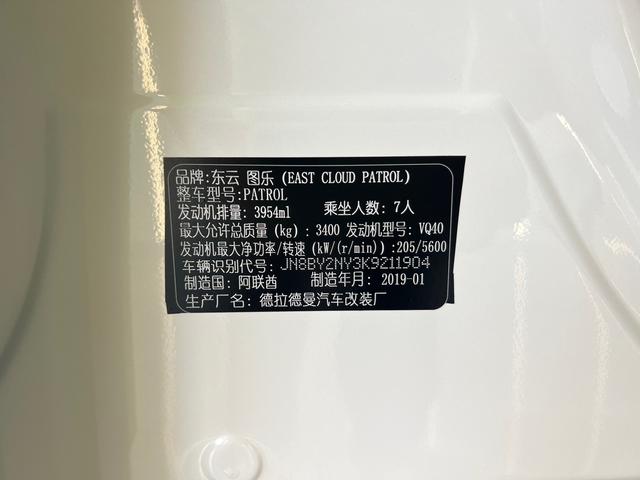 品牌:东云 图乐 (EAST CLOUD PATROL)
整车型号:PATROL
发动机排量: 3954ml 乘坐人数: 7人
最大允许总质量(kg): 3400 发动机型号: VQ40
发动机最大净功率/转速(kW/(r/min)):205/5600
车辆识别代号: JN8BY2NY3K9211904
制造国: 阿联酋 制造年月: 2019-01
生产厂名: 德拉德曼汽车改装厂